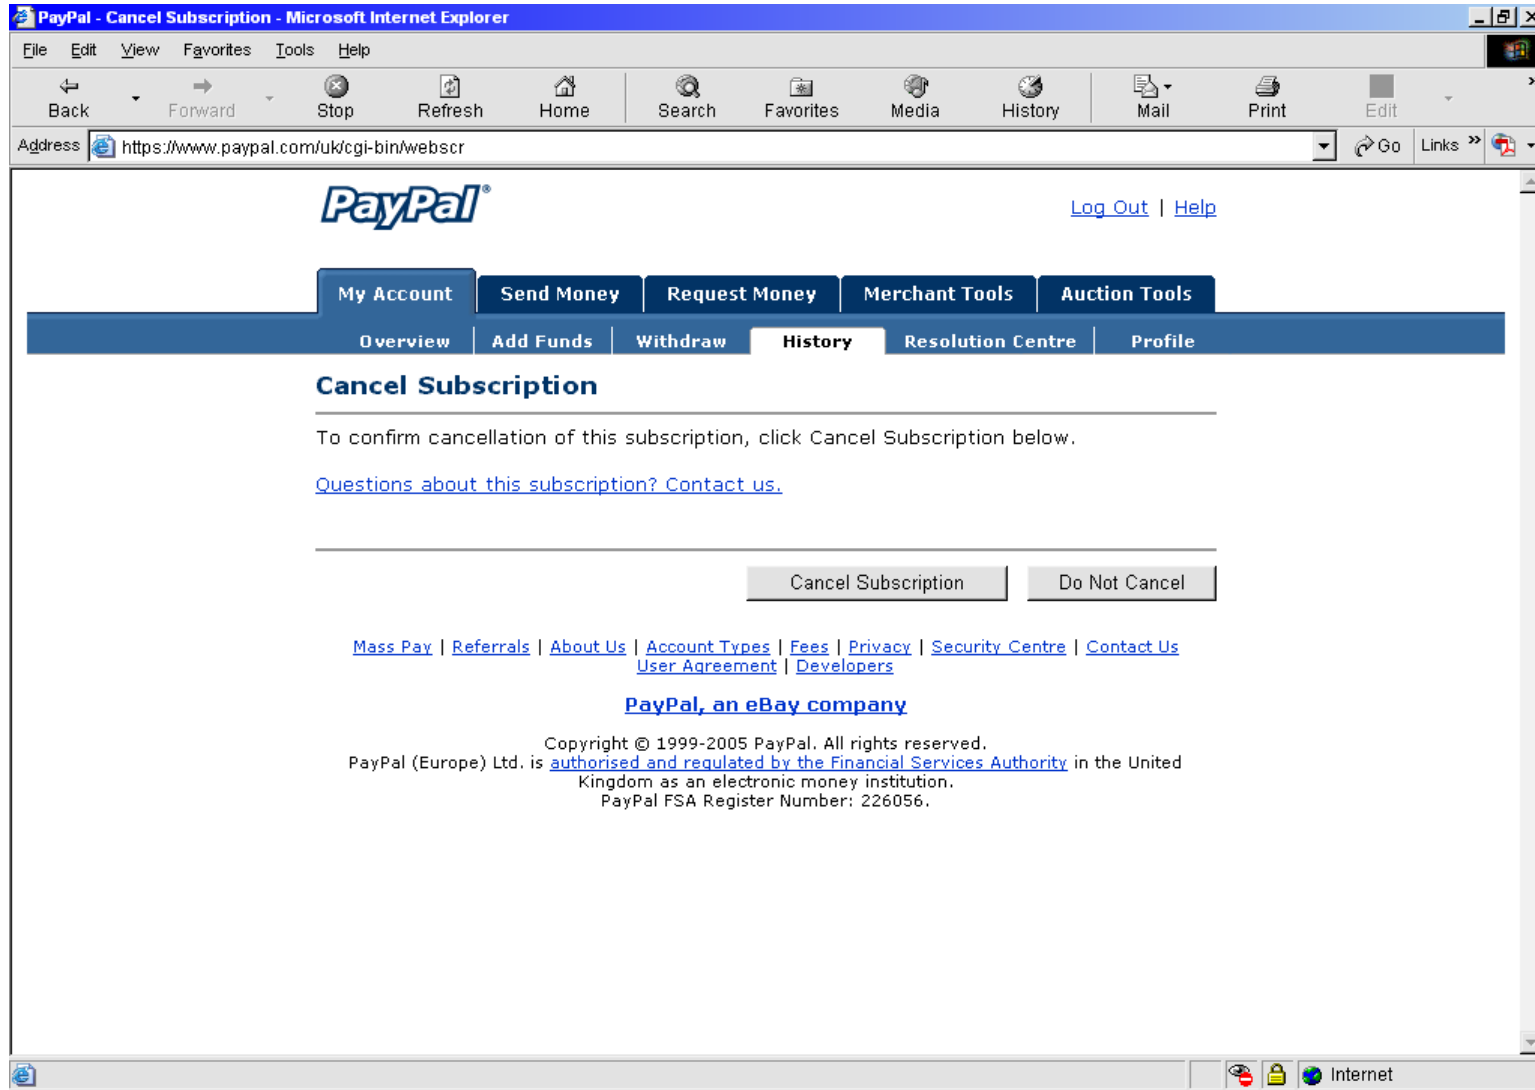 PayPal - Cancel Subscription - Microsoft Internet Explorer
File Edit View Favorites Tools Help
Back Forward Stop Refresh Home Search Favorites Media History Mail Print Edit
Address https://www.paypal.com/uk/cgi-bin/webscr Go Links »
PayPal®
Log Out | Help
My Account Send Money Request Money Merchant Tools Auction Tools
Overview Add Funds Withdraw History Resolution Centre Profile
Cancel Subscription
To confirm cancellation of this subscription, click Cancel Subscription below.
Questions about this subscription? Contact us.
Cancel Subscription Do Not Cancel
Mass Pay | Referrals | About Us | Account Types | Fees | Privacy | Security Centre | Contact Us
User Agreement | Developers
PayPal, an eBay company
Copyright © 1999-2005 PayPal. All rights reserved.
PayPal (Europe) Ltd. is authorised and regulated by the Financial Services Authority in the United
Kingdom as an electronic money institution.
PayPal FSA Register Number: 226056.
Internet